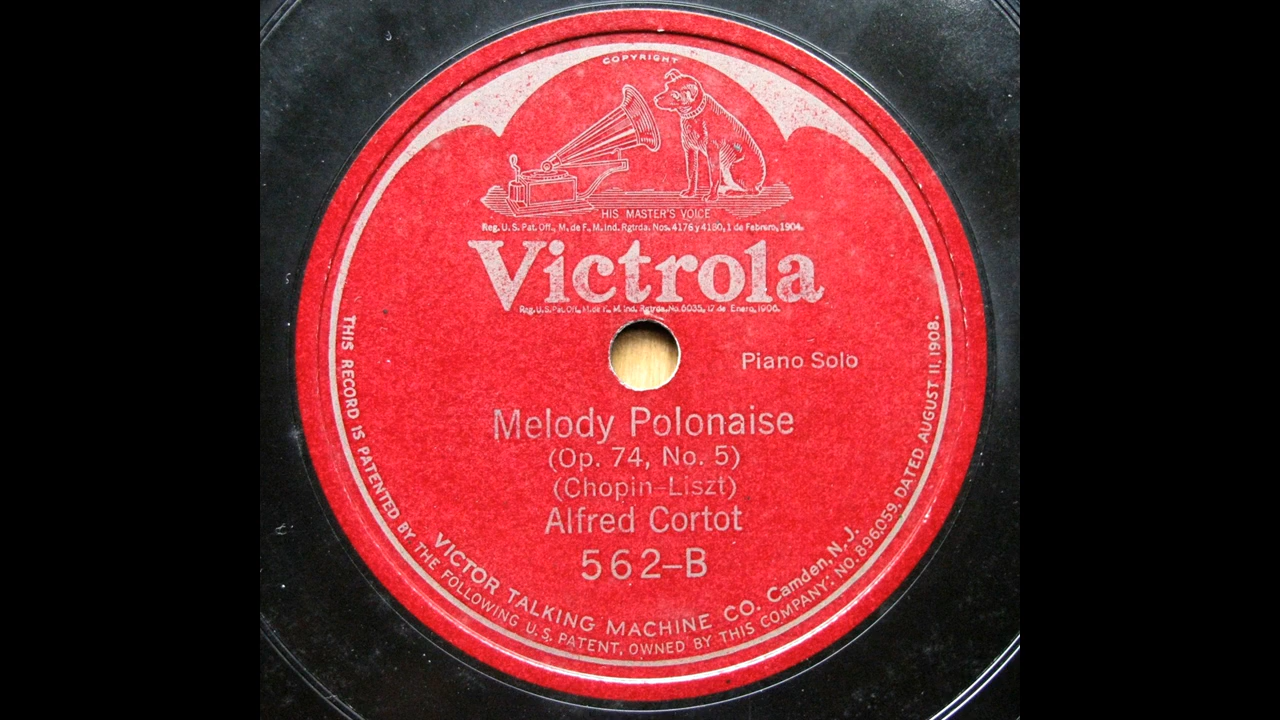 COPYRIGHT
HIS MASTER'S VOICE
Reg. U.S. Pat. Off., M. de F., M. Ind. Rgtrda. Nos. 4176 y 4180, 1 de Febrero, 1904.
Victrola
Reg. U.S. Pat. Off., M. de F., M. Ind. Rgtrda. No. 6035, 17 de Enero, 1906.
Piano Solo
Melody Polonaise
(Op. 74, No. 5)
(Chopin-Liszt)
Alfred Cortot
562-B
VICTOR TALKING MACHINE CO. Camden, N.J.
THIS RECORD IS PATENTED BY THE FOLLOWING U.S. PATENT, OWNED BY THIS COMPANY: NO. 896,059, DATED AUGUST 11, 1908.